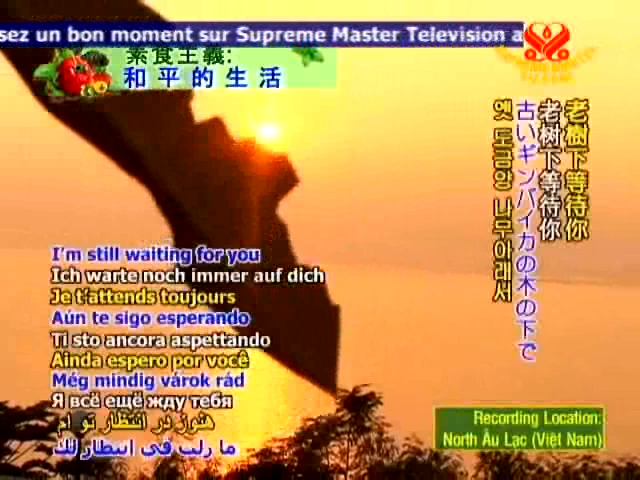 sez un bon moment sur Supreme Master Television a
素食主義:
和平的生活
老樹下等待你
老树下等待你
古いギンバイカの木の下で
옛 도금양 나무아래서
I'm still waiting for you
Ich warte noch immer auf dich
Je t'attends toujours
Aún te sigo esperando
Ti sto ancora aspettando
Ainda espero por você
Még mindig várok rád
Я всё ещё жду тебя
هنوز در انتظار تو ام
ما زلت في انتظار لك
Recording Location:
North Âu Lạc (Việt Nam)